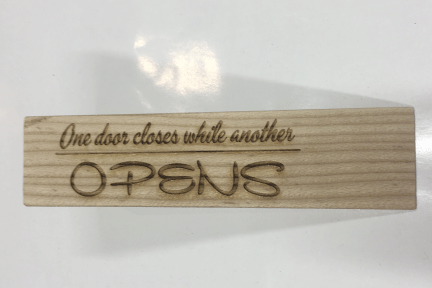 One door closes while another
OPENS